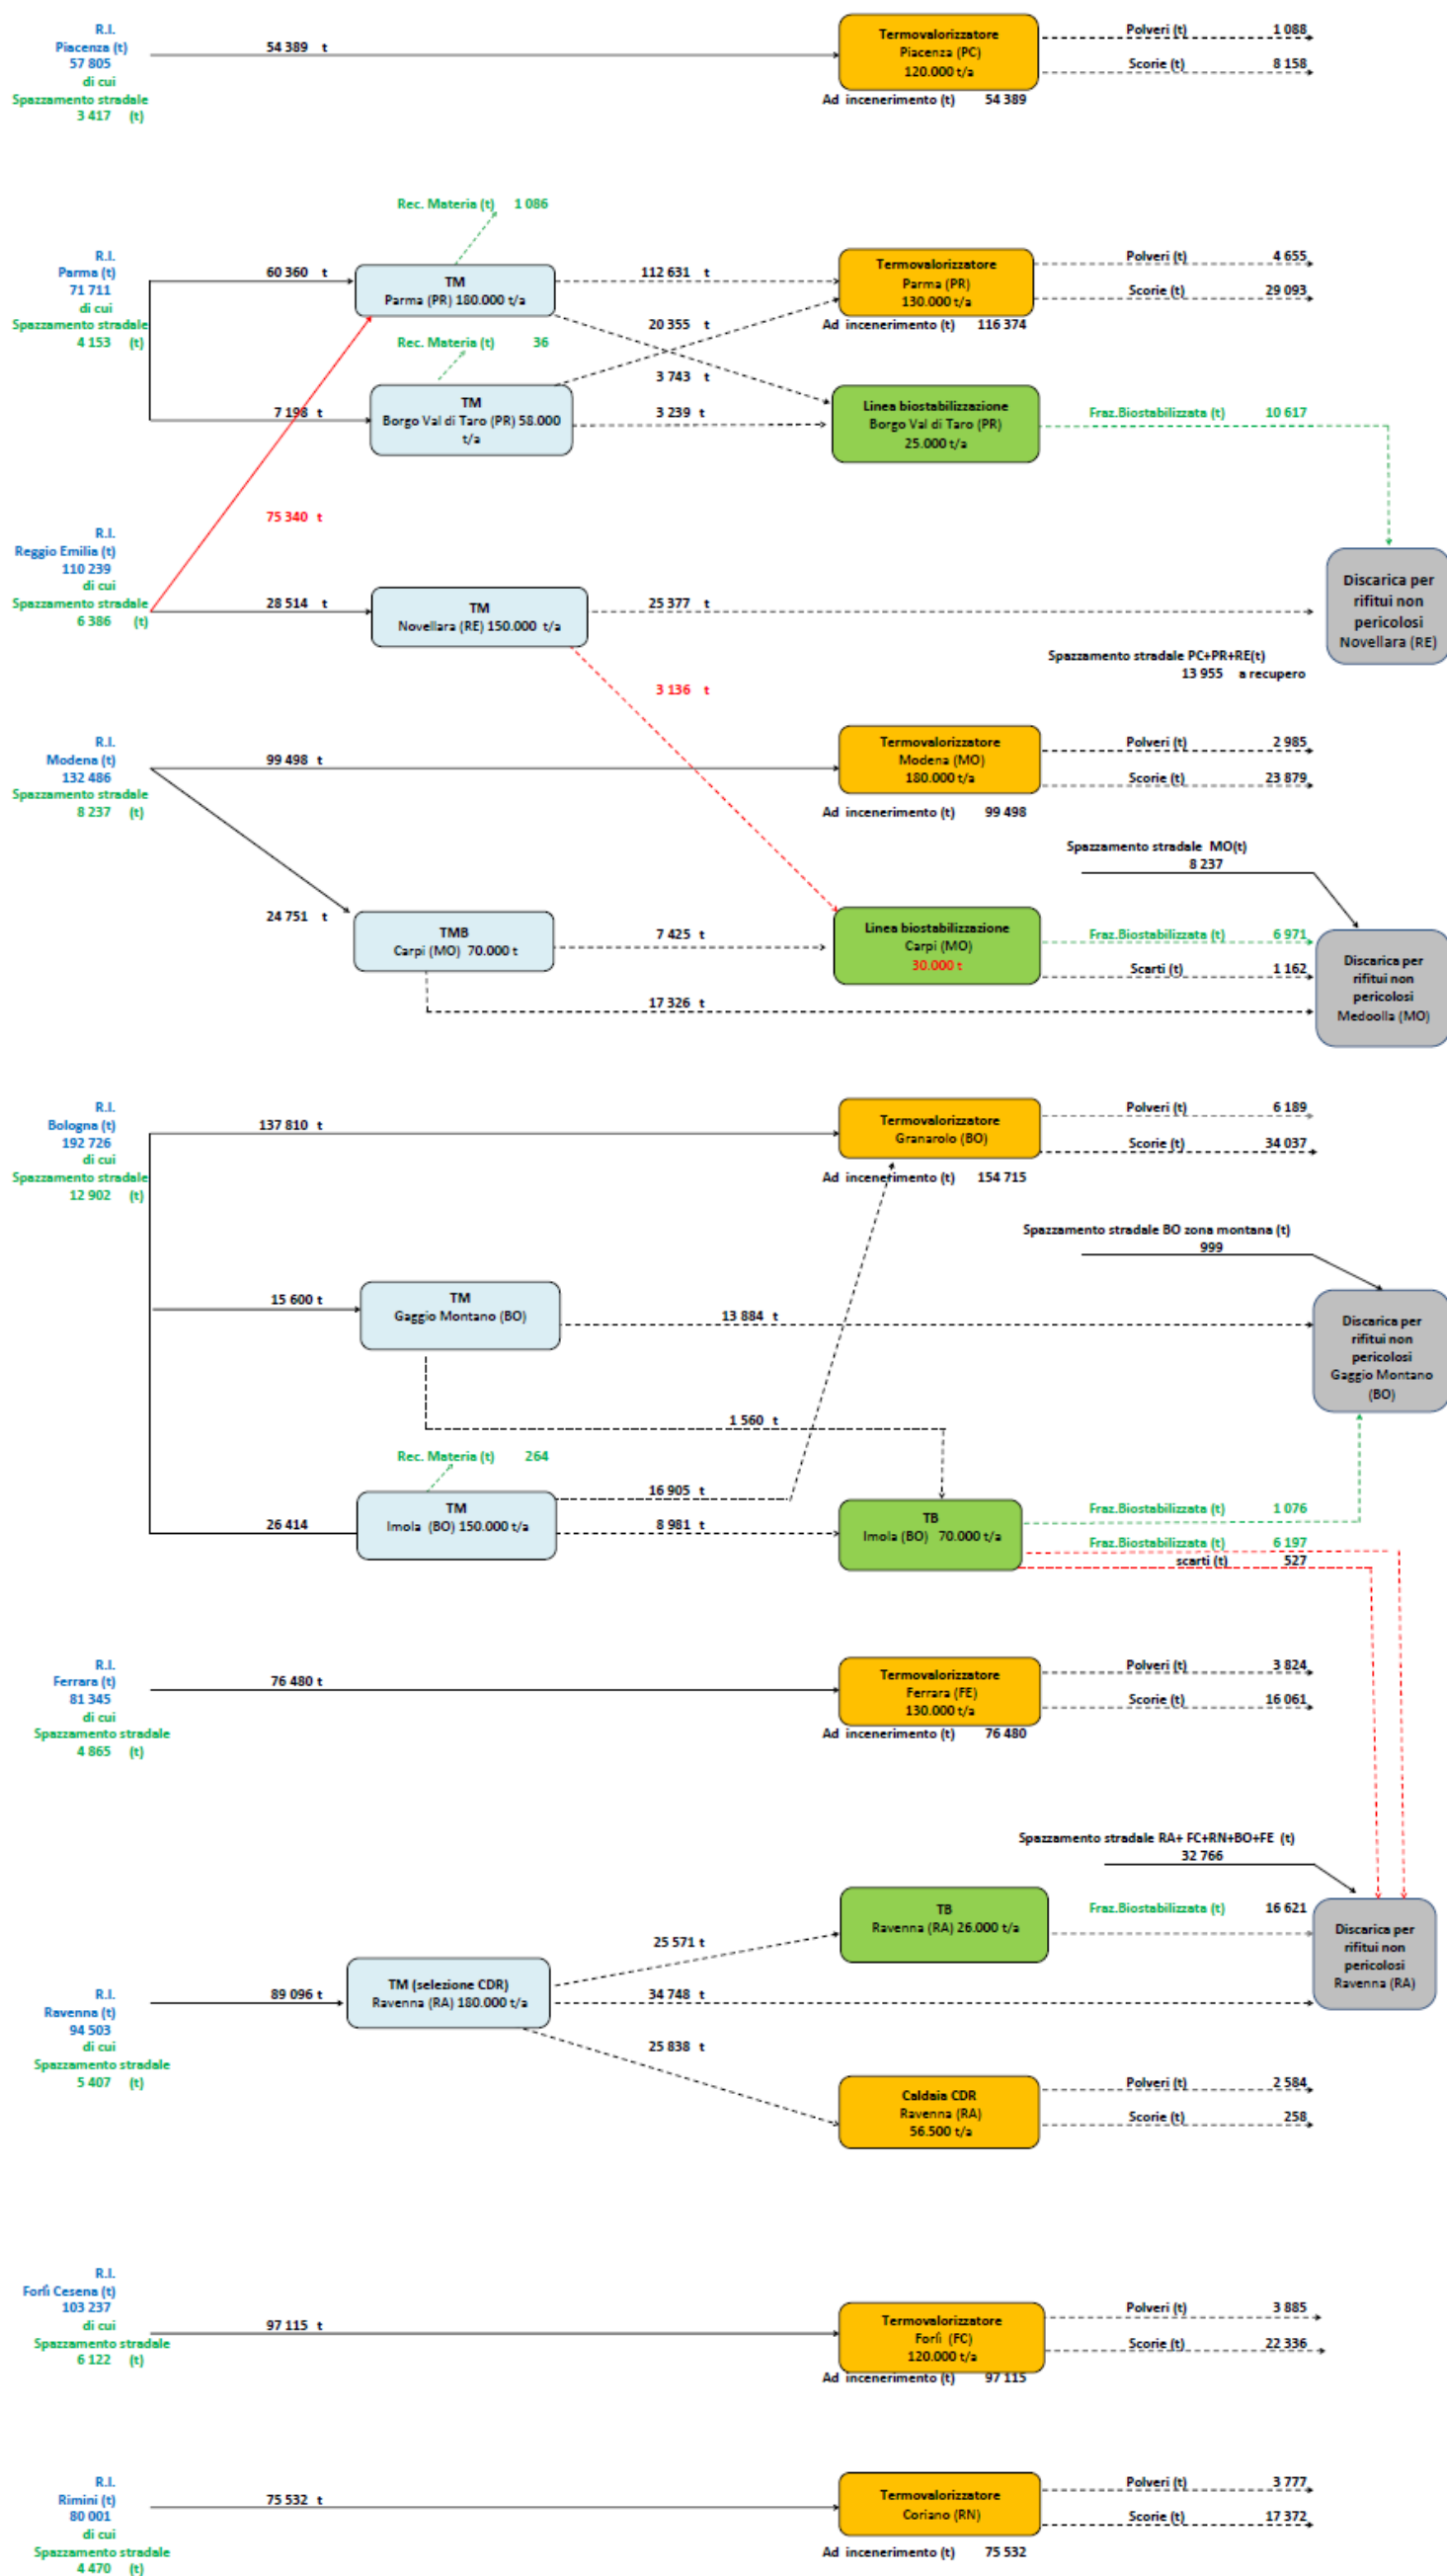 R.I.
Piacenza (t)
57 805
di cui
Spazzamento stradale
3 417 (t)
54 389 t
Termovalorizzatore
Piacenza (PC)
120.000 t/a
Ad incenerimento (t) 54 389
Polveri (t) 1 088
Scorie (t) 8 158
Rec. Materia (t) 1 086
R.I.
Parma (t)
71 711
di cui
Spazzamento stradale
4 153 (t)
60 360 t
TM
Parma (PR) 180.000 t/a
112 631 t
Termovalorizzatore
Parma (PR)
130.000 t/a
Ad incenerimento (t) 116 374
Polveri (t) 4 655
Scorie (t) 29 093
20 355 t
Rec. Materia (t) 36
3 743 t
7 198 t
TM
Borgo Val di Taro (PR) 58.000
t/a
3 239 t
Linea biostabilizzazione
Borgo Val di Taro (PR)
25.000 t/a
Fraz.Biostabilizzata (t) 10 617
75 340 t
R.I.
Reggio Emilia (t)
110 239
di cui
Spazzamento stradale
6 386 (t)
28 514 t
TM
Novellara (RE) 150.000 t/a
25 377 t
Discarica per
rifitui non
pericolosi
Novellara (RE)
Spazzamento stradale PC+PR+RE(t)
13 955 a recupero
3 136 t
R.I.
Modena (t)
132 486
Spazzamento stradale
8 237 (t)
99 498 t
Termovalorizzatore
Modena (MO)
180.000 t/a
Ad incenerimento (t) 99 498
Polveri (t) 2 985
Scorie (t) 23 879
Spazzamento stradale MO(t)
8 237
24 751 t
TMB
Carpi (MO) 70.000 t
7 425 t
Linea biostabilizzazione
Carpi (MO)
30.000 t
Fraz.Biostabilizzata (t) 6 971
Scarti (t) 1 162
17 326 t
Discarica per
rifitui non
pericolosi
Medoolla (MO)
R.I.
Bologna (t)
192 726
di cui
Spazzamento stradale
12 902 (t)
137 810 t
Termovalorizzatore
Granarolo (BO)
Ad incenerimento (t) 154 715
Polveri (t) 6 189
Scorie (t) 34 037
Spazzamento stradale BO zona montana (t)
999
15 600 t
TM
Gaggio Montano (BO)
13 884 t
Discarica per
rifitui non
pericolosi
Gaggio Montano
(BO)
1 560 t
Rec. Materia (t) 264
26 414
TM
Imola (BO) 150.000 t/a
16 905 t
8 981 t
TB
Imola (BO) 70.000 t/a
Fraz.Biostabilizzata (t) 1 076
Fraz.Biostabilizzata (t) 6 197
scarti (t) 527
R.I.
Ferrara (t)
81 345
di cui
Spazzamento stradale
4 865 (t)
76 480 t
Termovalorizzatore
Ferrara (FE)
130.000 t/a
Ad incenerimento (t) 76 480
Polveri (t) 3 824
Scorie (t) 16 061
Spazzamento stradale RA+ FC+RN+BO+FE (t)
32 766
TB
Ravenna (RA) 26.000 t/a
Fraz.Biostabilizzata (t) 16 621
Discarica per
rifitui non
pericolosi
Ravenna (RA)
25 571 t
R.I.
Ravenna (t)
94 503
di cui
Spazzamento stradale
5 407 (t)
89 096 t
TM (selezione CDR)
Ravenna (RA) 180.000 t/a
34 748 t
25 838 t
Caldaia CDR
Ravenna (RA)
56.500 t/a
Polveri (t) 2 584
Scorie (t) 258
R.I.
Forlì Cesena (t)
103 237
di cui
Spazzamento stradale
6 122 (t)
97 115 t
Termovalorizzatore
Forlì (FC)
120.000 t/a
Ad incenerimento (t) 97 115
Polveri (t) 3 885
Scorie (t) 22 336
R.I.
Rimini (t)
80 001
di cui
Spazzamento stradale
4 470 (t)
75 532 t
Termovalorizzatore
Coriano (RN)
Ad incenerimento (t) 75 532
Polveri (t) 3 777
Scorie (t) 17 372